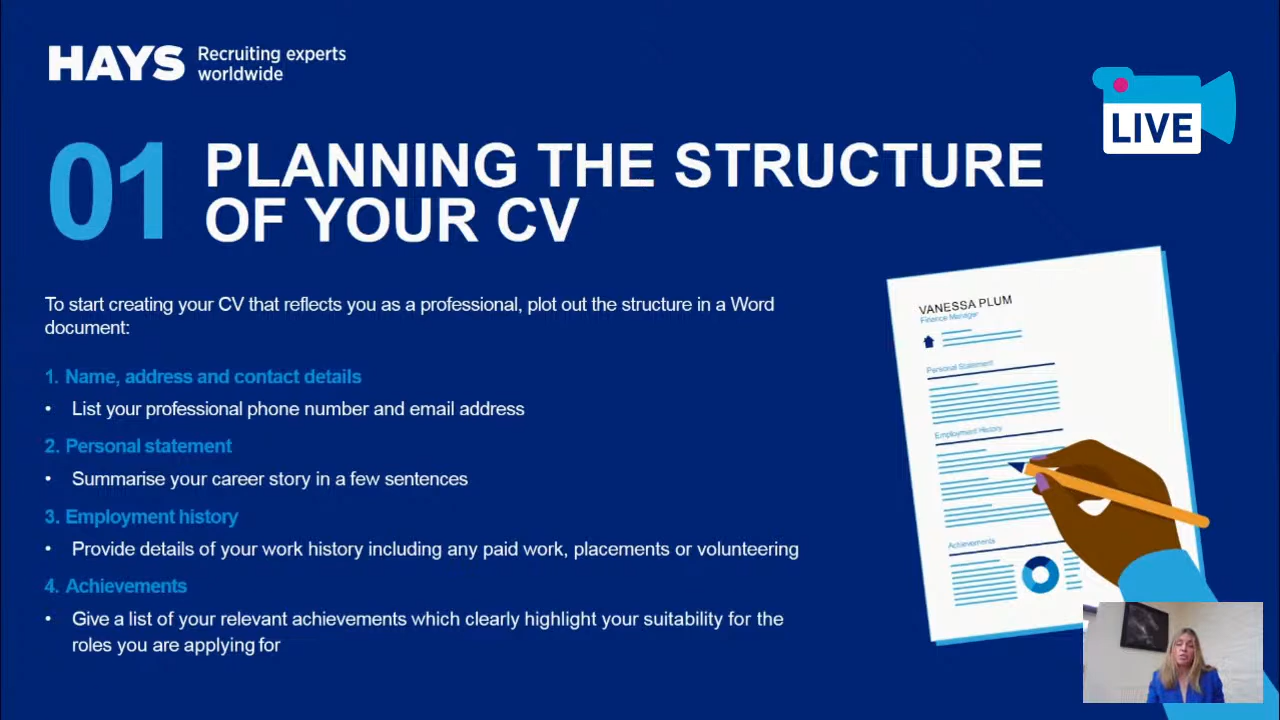 HAYS Recruiting experts
worldwide
LIVE
01 PLANNING THE STRUCTURE
OF YOUR CV
To start creating your CV that reflects you as a professional, plot out the structure in a Word
document:
1. Name, address and contact details
• List your professional phone number and email address
2. Personal statement
• Summarise your career story in a few sentences
3. Employment history
• Provide details of your work history including any paid work, placements or volunteering
4. Achievements
• Give a list of your relevant achievements which clearly highlight your suitability for the
roles you are applying for
VANESSA PLUM
Finance Manager
Personal Statement
Employment History
Achievements